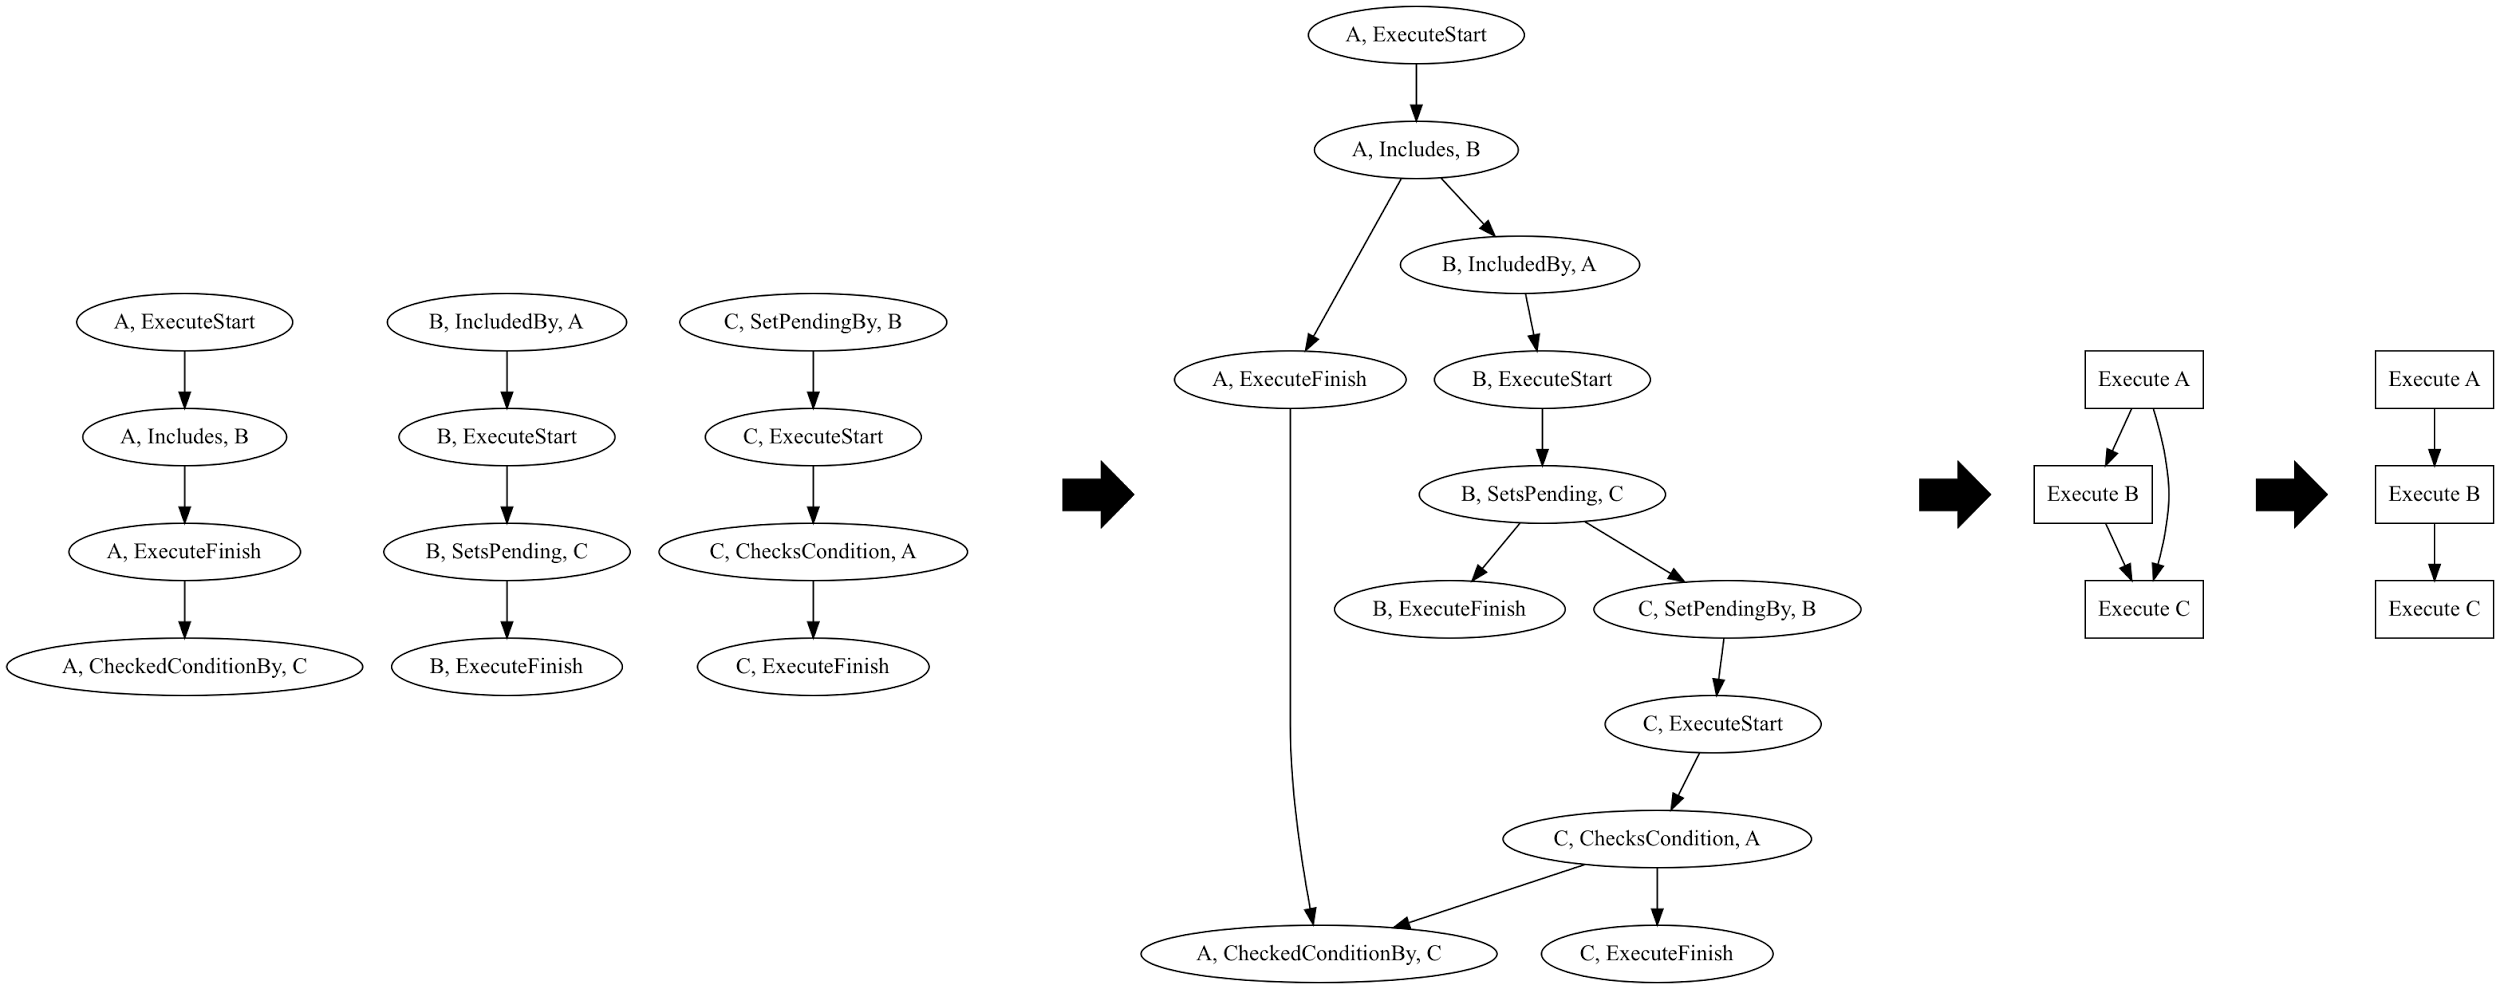 A, ExecuteStart
A, Includes, B
A, ExecuteFinish
A, CheckedConditionBy, C
B, IncludedBy, A
B, ExecuteStart
B, SetsPending, C
B, ExecuteFinish
C, SetPendingBy, B
C, ExecuteStart
C, ChecksCondition, A
C, ExecuteFinish
A, ExecuteStart
A, Includes, B
B, IncludedBy, A
A, ExecuteFinish
B, ExecuteStart
B, SetsPending, C
B, ExecuteFinish
C, SetPendingBy, B
C, ExecuteStart
C, ChecksCondition, A
A, CheckedConditionBy, C
C, ExecuteFinish
Execute A
Execute B
Execute C
Execute A
Execute B
Execute C